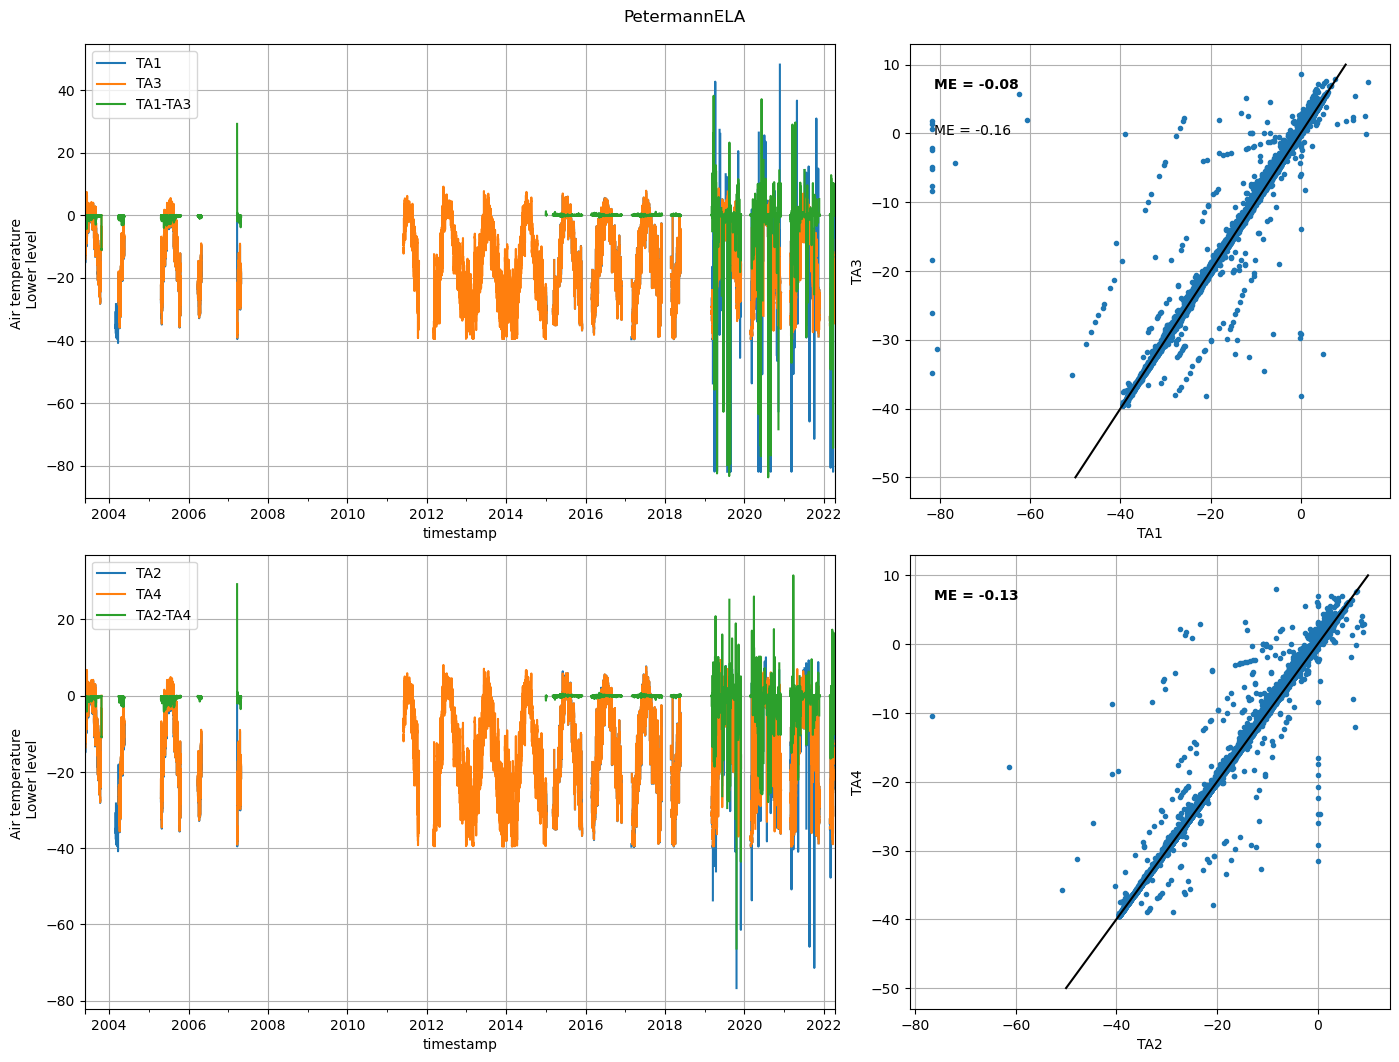 PetermannELA
TA1
TA3
TA1-TA3
40
20
0
−20
−40
−60
−80
Air temperature
Lower level
2004
2006
2008
2010
2012
2014
2016
2018
2020
2022
timestamp
ME = -0.08
ME = -0.16
10
0
−10
−20
−30
−40
−50
TA3
−80
−60
−40
−20
0
TA1
TA2
TA4
TA2-TA4
20
0
−20
−40
−60
−80
Air temperature
Lower level
2004
2006
2008
2010
2012
2014
2016
2018
2020
2022
timestamp
ME = -0.13
10
0
−10
−20
−30
−40
−50
TA4
−80
−60
−40
−20
0
TA2